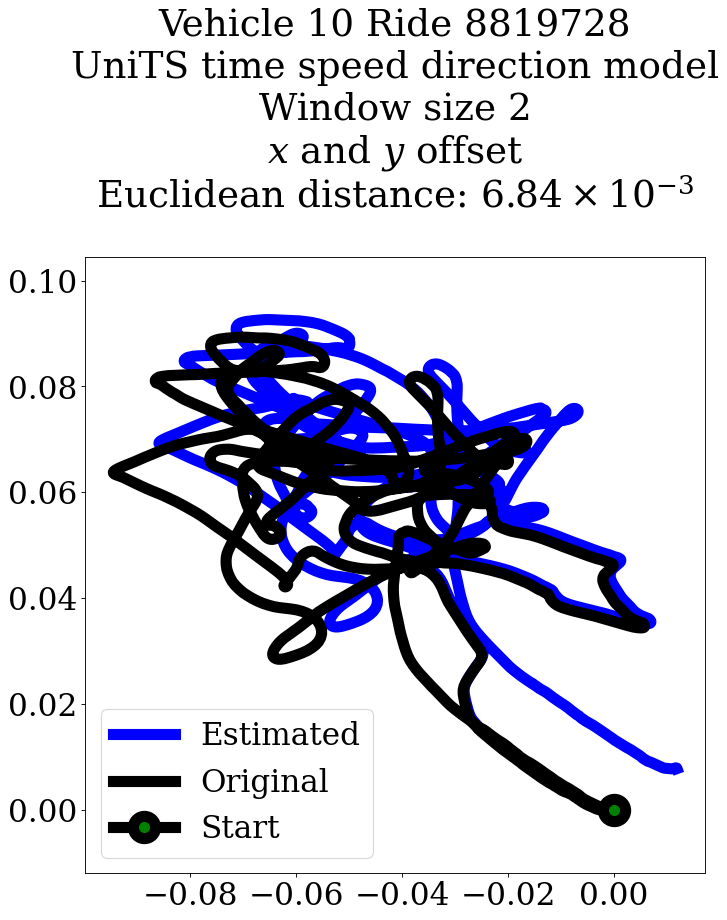 Vehicle 10 Ride 8819728
UniTS time speed direction model
Window size 2
x and y offset
Euclidean distance: 6.84 × 10⁻³
0.10
0.08
0.06
0.04
0.02
0.00
Estimated
Original
Start
−0.08 −0.06 −0.04 −0.02 0.00